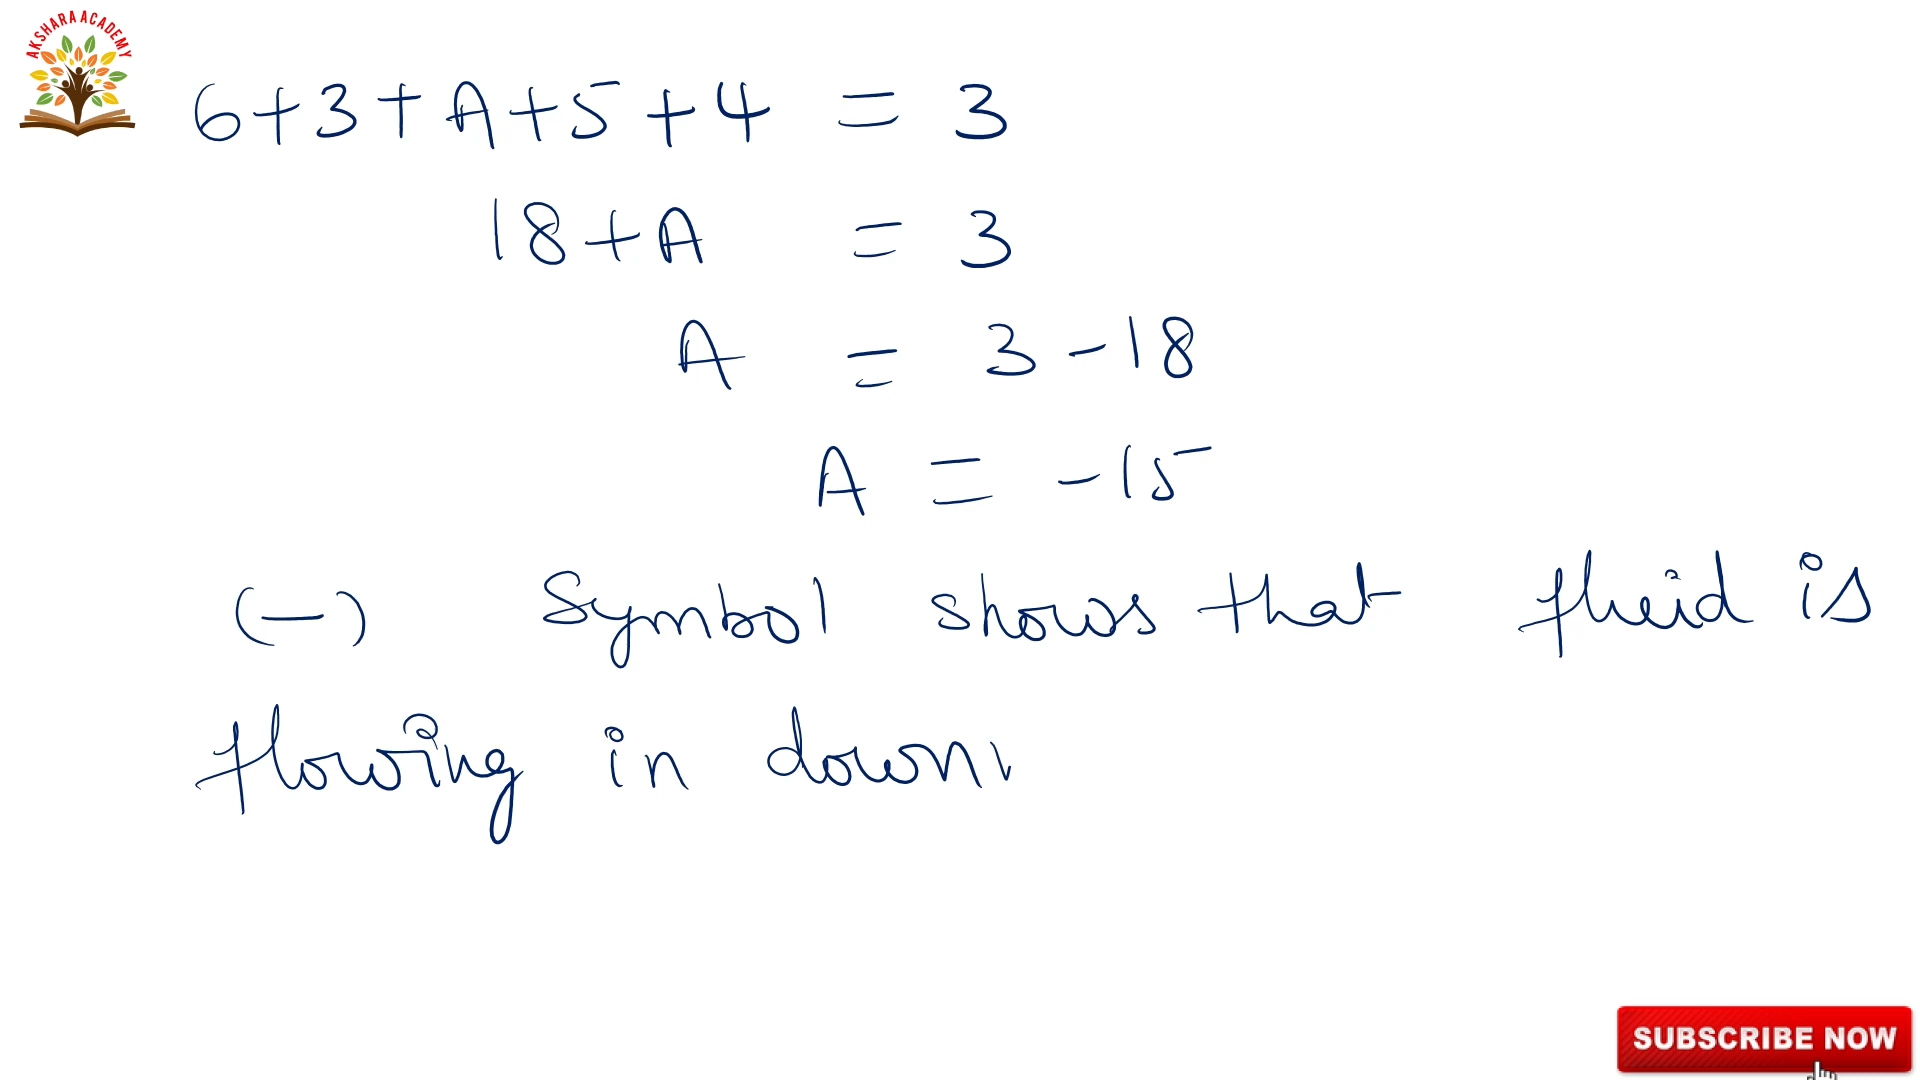 AKSHARA ACADEMY
6+3+A+5+4 = 3
18+A = 3
A = 3-18
A = -15
(-) Symbol shows that fluid is
flowing in down
SUBSCRIBE NOW